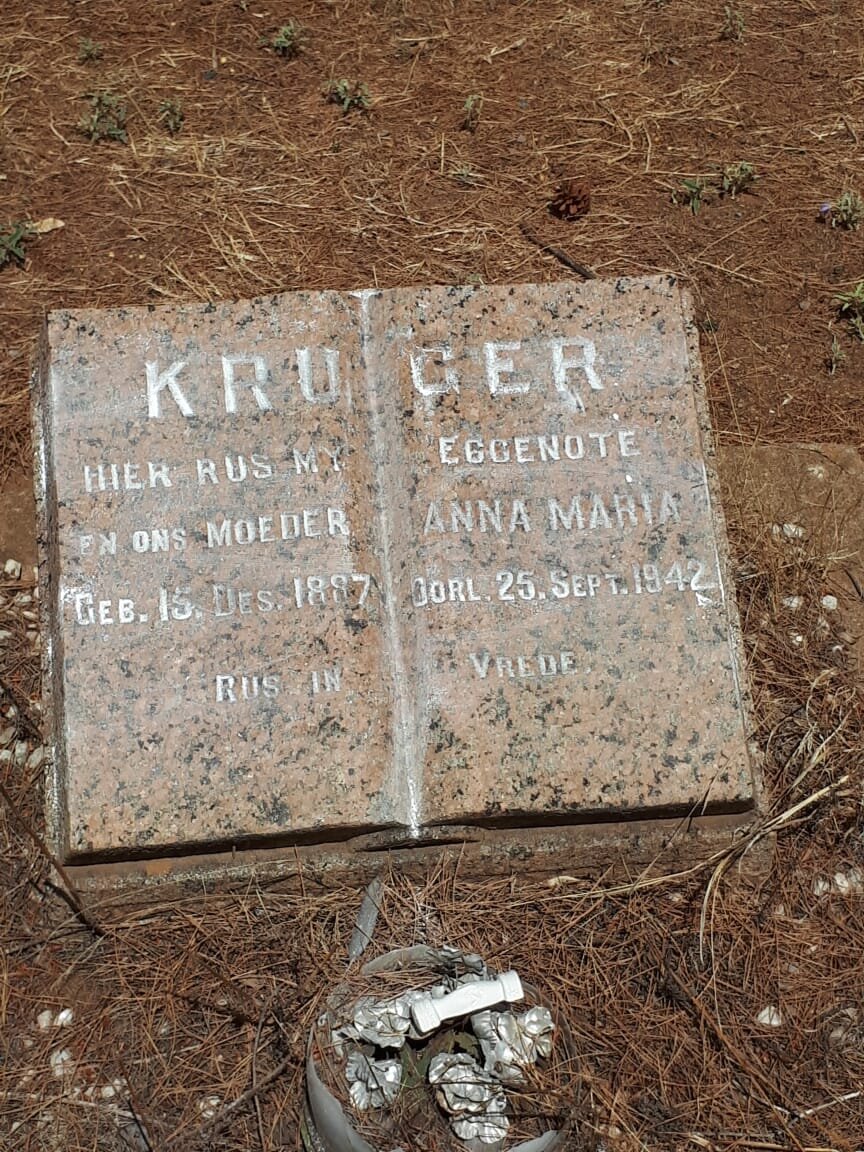 KRUGER
HIER RUS MY EGGENOTE
EN ONS MOEDER ANNA MARIA
GEB. 15. DES. 1887 OORL. 25. SEPT. 1942
RUS IN VREDE